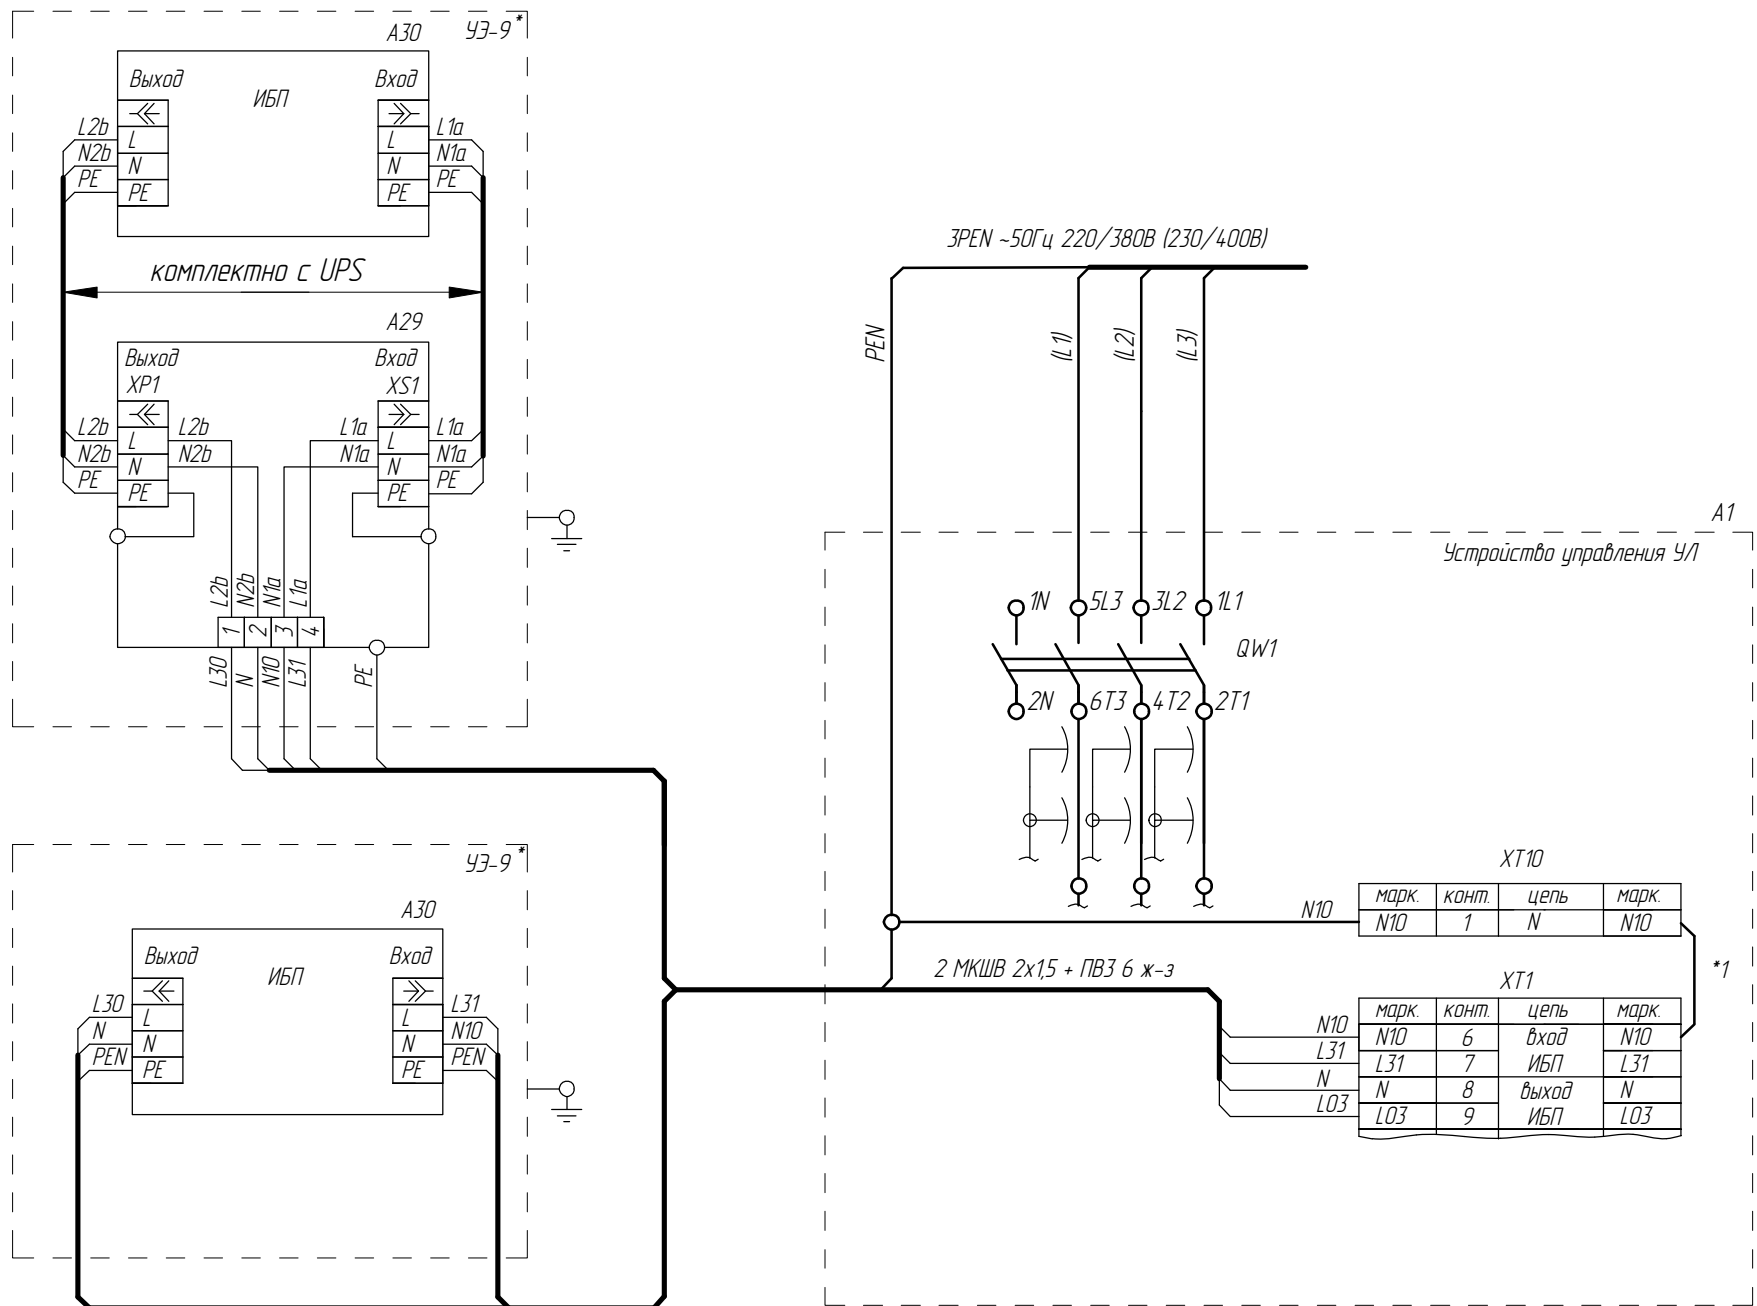 УЭ-9*
А30
Выход
ИБП
Вход
L2b
L
L
L1a
N2b
N
N
N1a
PE
PE
PE
PE
комплектно с UPS
А29
Выход
XP1
Вход
XS1
L2b
L
L2b
L1a
L
L1a
N2b
N
N2b
N1a
N
N1a
PE
PE
PE
PE
L2b
N2b
N1a
L1a
1
2
3
4
L30
N
N10
L31
PE
УЭ-9*
А30
Выход
ИБП
Вход
L30
L
L
L31
N
N
N
N10
PEN
PE
PE
PEN
3PEN ~50Гц 220/380В (230/400В)
PEN
(L1)
(L2)
(L3)
А1
Устройство управления УЛ
1N
5L3
3L2
1L1
QW1
2N
6T3
4T2
2T1
XT10
марк. конт. цепь марк.
N10
N10 1 N N10
*1
2 МКШВ 2х1,5 + ПВ3 6 ж-з
XT1
марк. конт. цепь марк.
N10
N10 6 вход N10
L31
L31 7 ИБП L31
N
N 8 выход N
L03
L03 9 ИБП L03